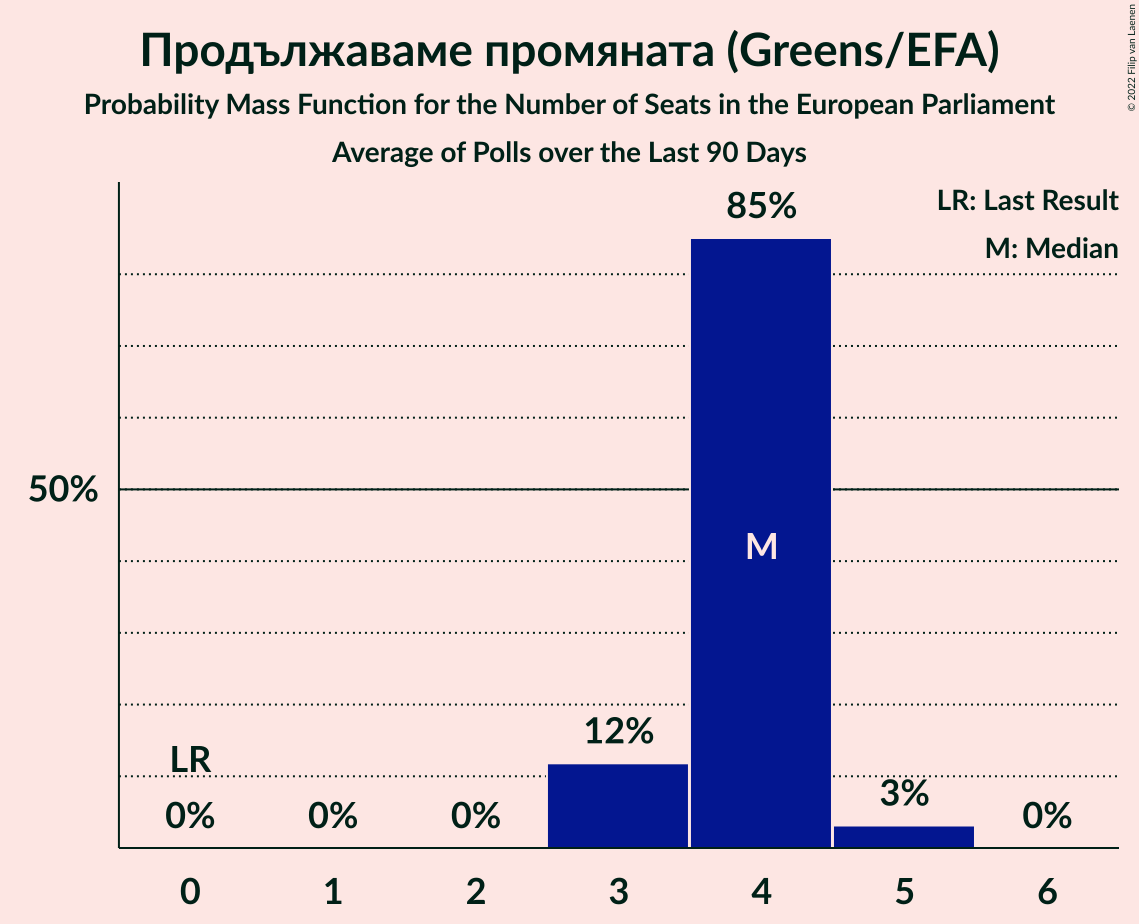 Продължаваме промяната (Greens/EFA)
Probability Mass Function for the Number of Seats in the European Parliament
Average of Polls over the Last 90 Days
© 2022 Filip van Laenen
LR: Last Result
M: Median
85%
50%
M
12%
LR
3%
0% 0% 0% 0%
0 1 2 3 4 5 6